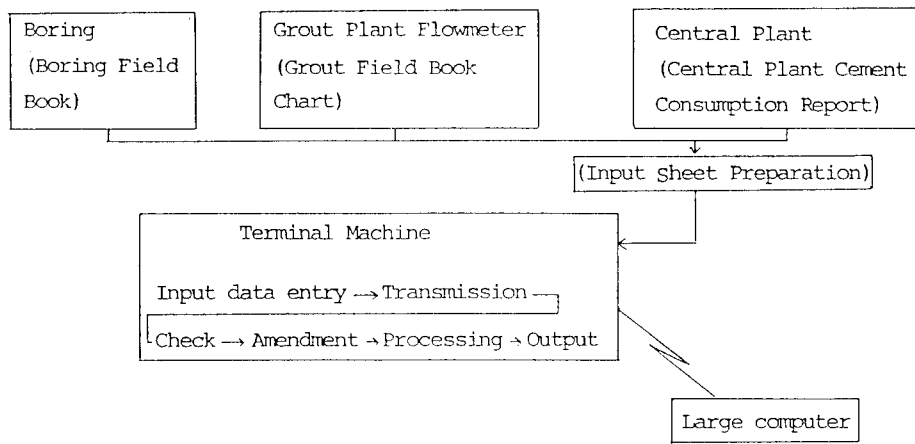 Boring
(Boring Field
Book)
Grout Plant Flowmeter
(Grout Field Book
Chart)
Central Plant
(Central Plant Cement
Consumption Report)
(Input Sheet Preparation)
Terminal Machine
Input data entry → Transmission
Check → Amendment → Processing → Output
Large computer